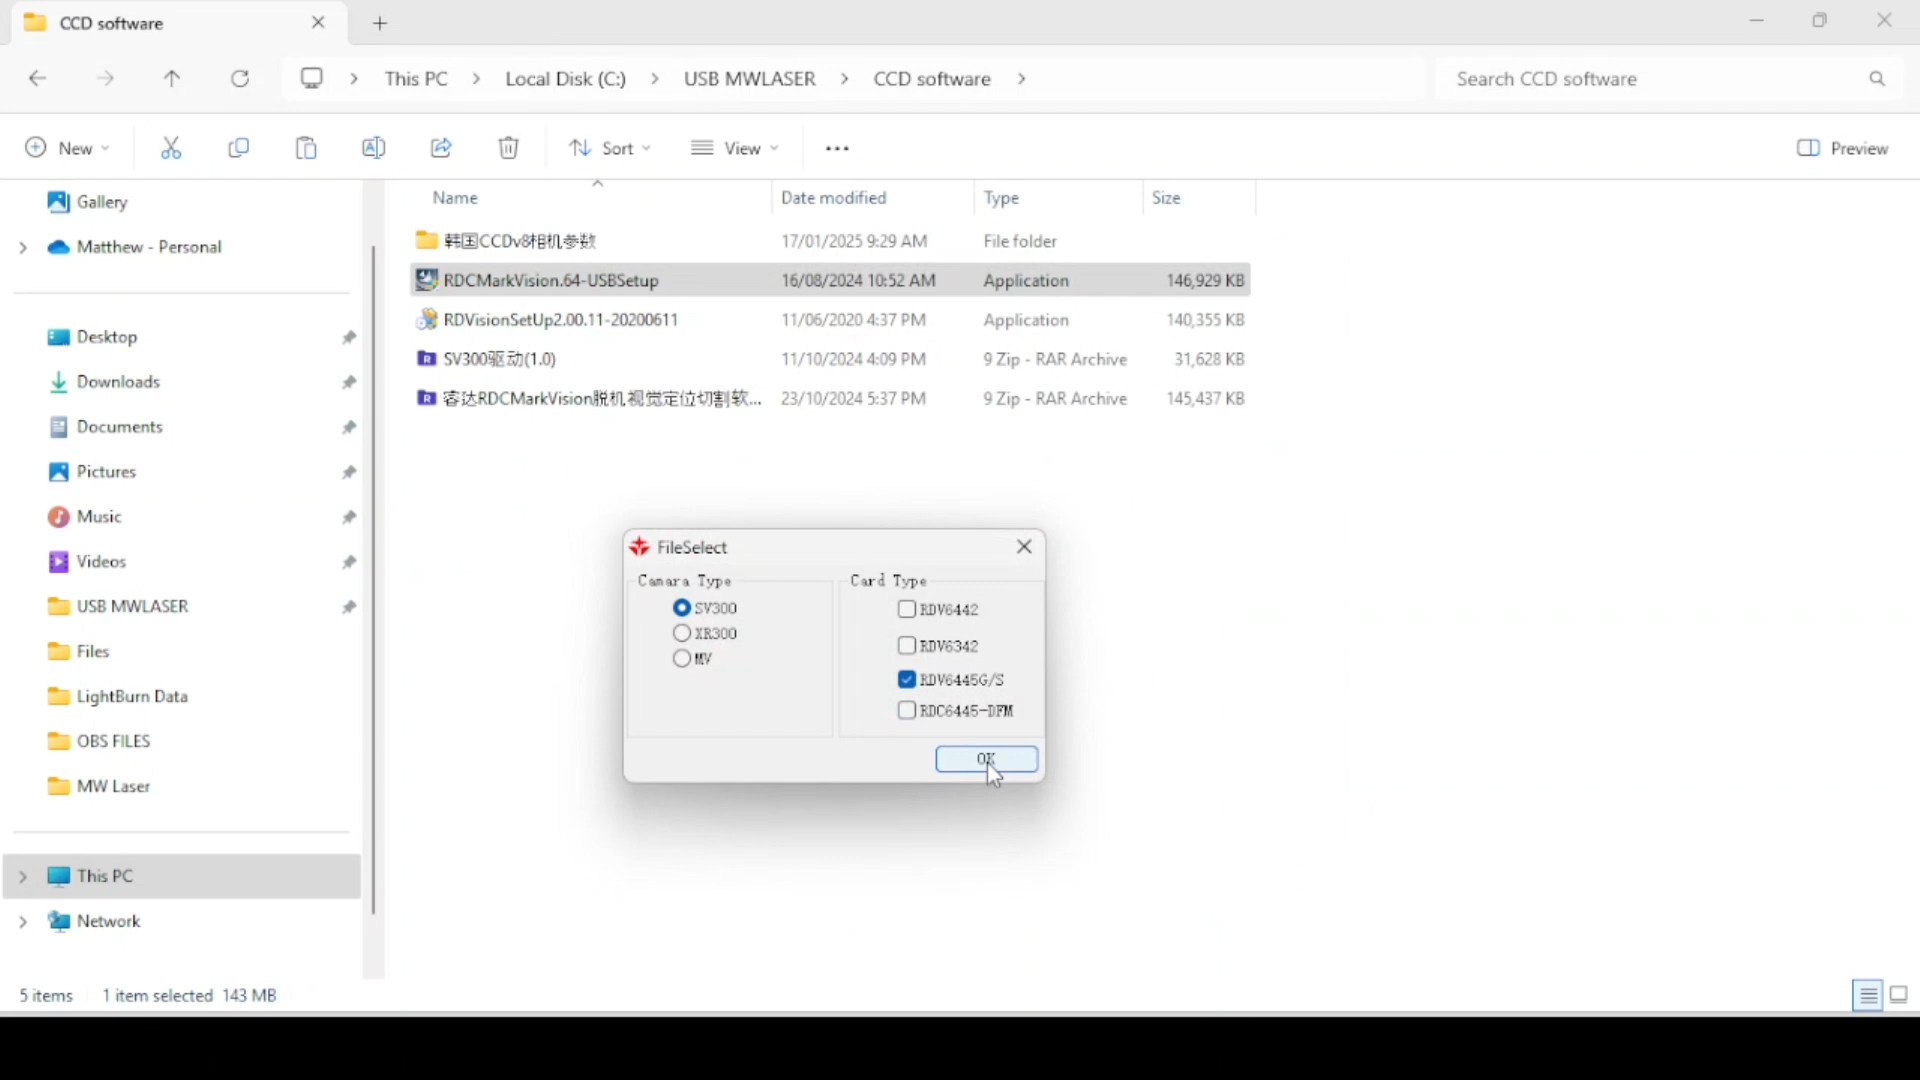 CCD software
This PC > Local Disk (C:) > USB MWLASER > CCD software >
Search CCD software
New
Sort
View
Preview
Gallery
Matthew - Personal
Desktop
Downloads
Documents
Pictures
Music
Videos
USB MWLASER
Files
LightBurn Data
OBS FILES
MW Laser
This PC
Network
Name Date modified Type Size
韩国CCDv8相机参数 17/01/2025 9:29 AM File folder
RDCMarkVision.64-USBSetup 16/08/2024 10:52 AM Application 146,929 KB
RDVisionSetUp2.00.11-20200611 11/06/2020 4:37 PM Application 140,355 KB
SV300驱动(1.0) 11/10/2024 4:09 PM 9 Zip - RAR Archive 31,628 KB
睿达RDCMarkVision脱机视觉定位切割软... 23/10/2024 5:37 PM 9 Zip - RAR Archive 145,437 KB
FileSelect
Camara Type
SV300
XR300
MV
Card Type
RDV6442
RDV6342
RDV6445G/S
RDC6445-DFM
OK
5 items 1 item selected 143 MB